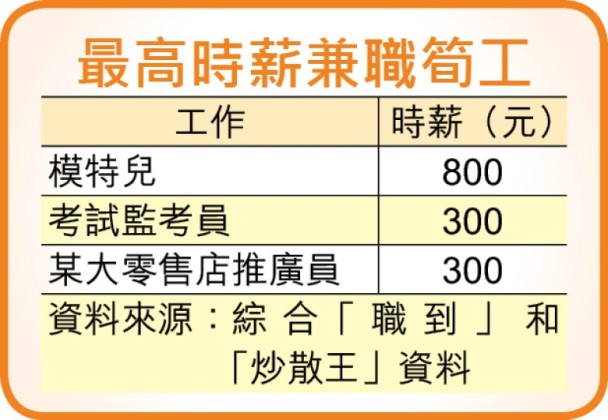 最高時薪兼職筍工
工作 時薪（元）
模特兒 800
考試監考員 300
某大零售店推廣員 300
資料來源：綜合「職到」和
「炒散王」資料